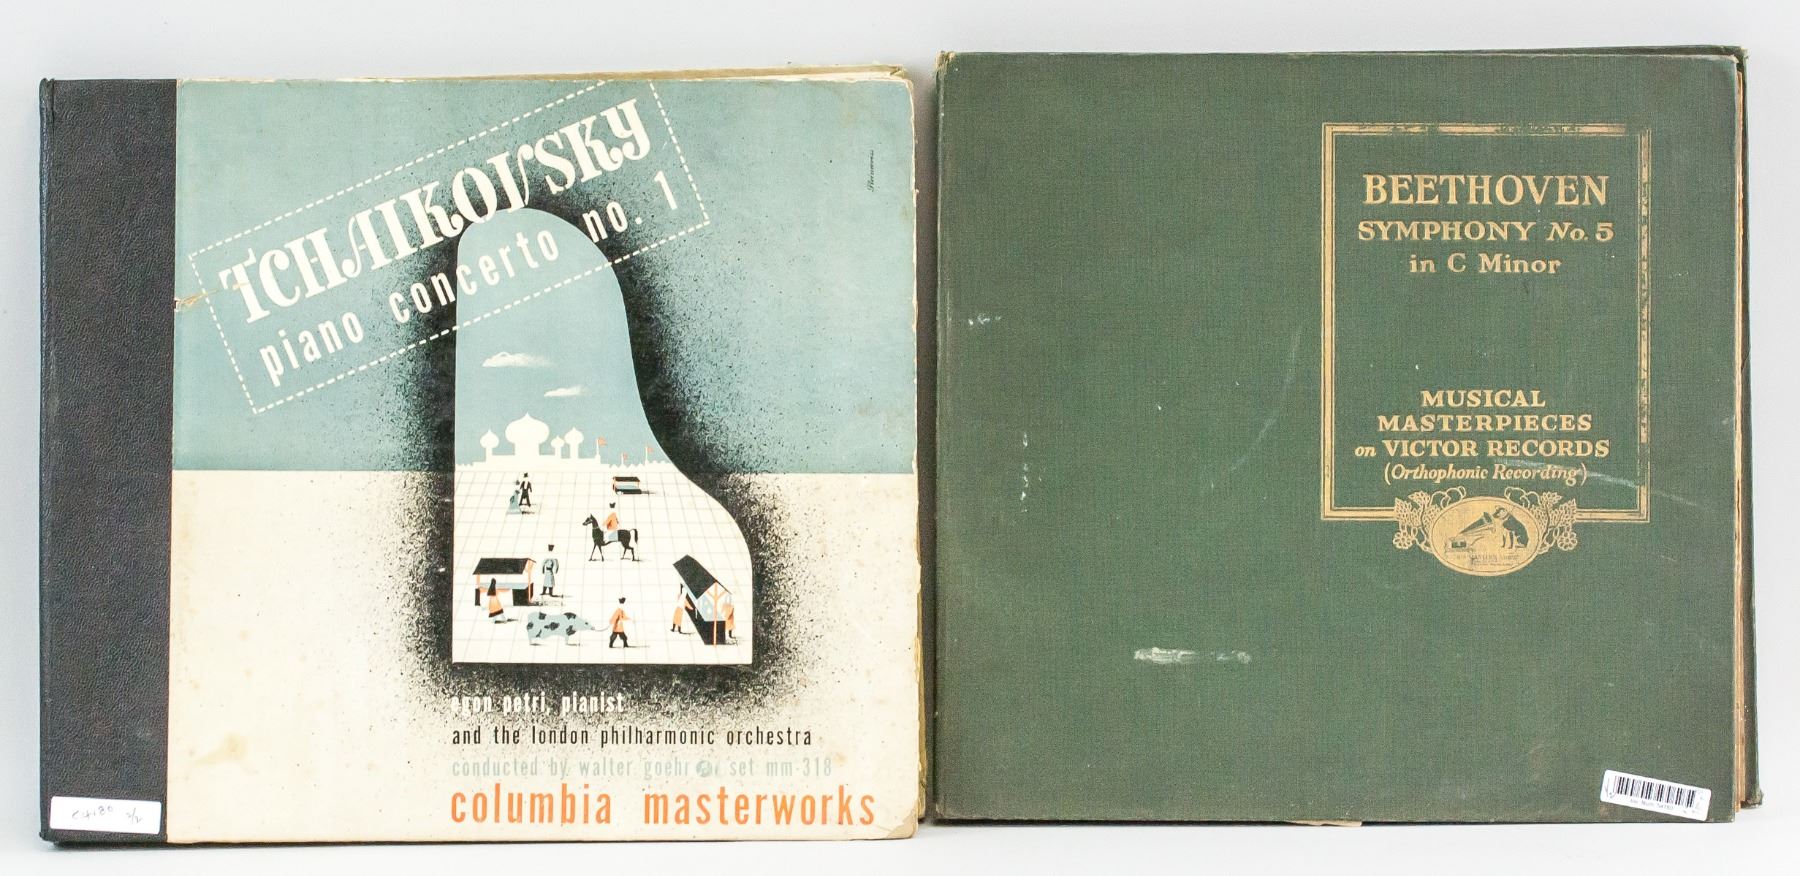 TCHAIKOVSKY
piano concerto no. 1
Steinweiss
egon petri, pianist
and the london philharmonic orchestra
conducted by walter goehr set mm-318
columbia masterworks
BEETHOVEN
SYMPHONY No. 5
in C Minor
MUSICAL
MASTERPIECES
on VICTOR RECORDS
(Orthophonic Recording)